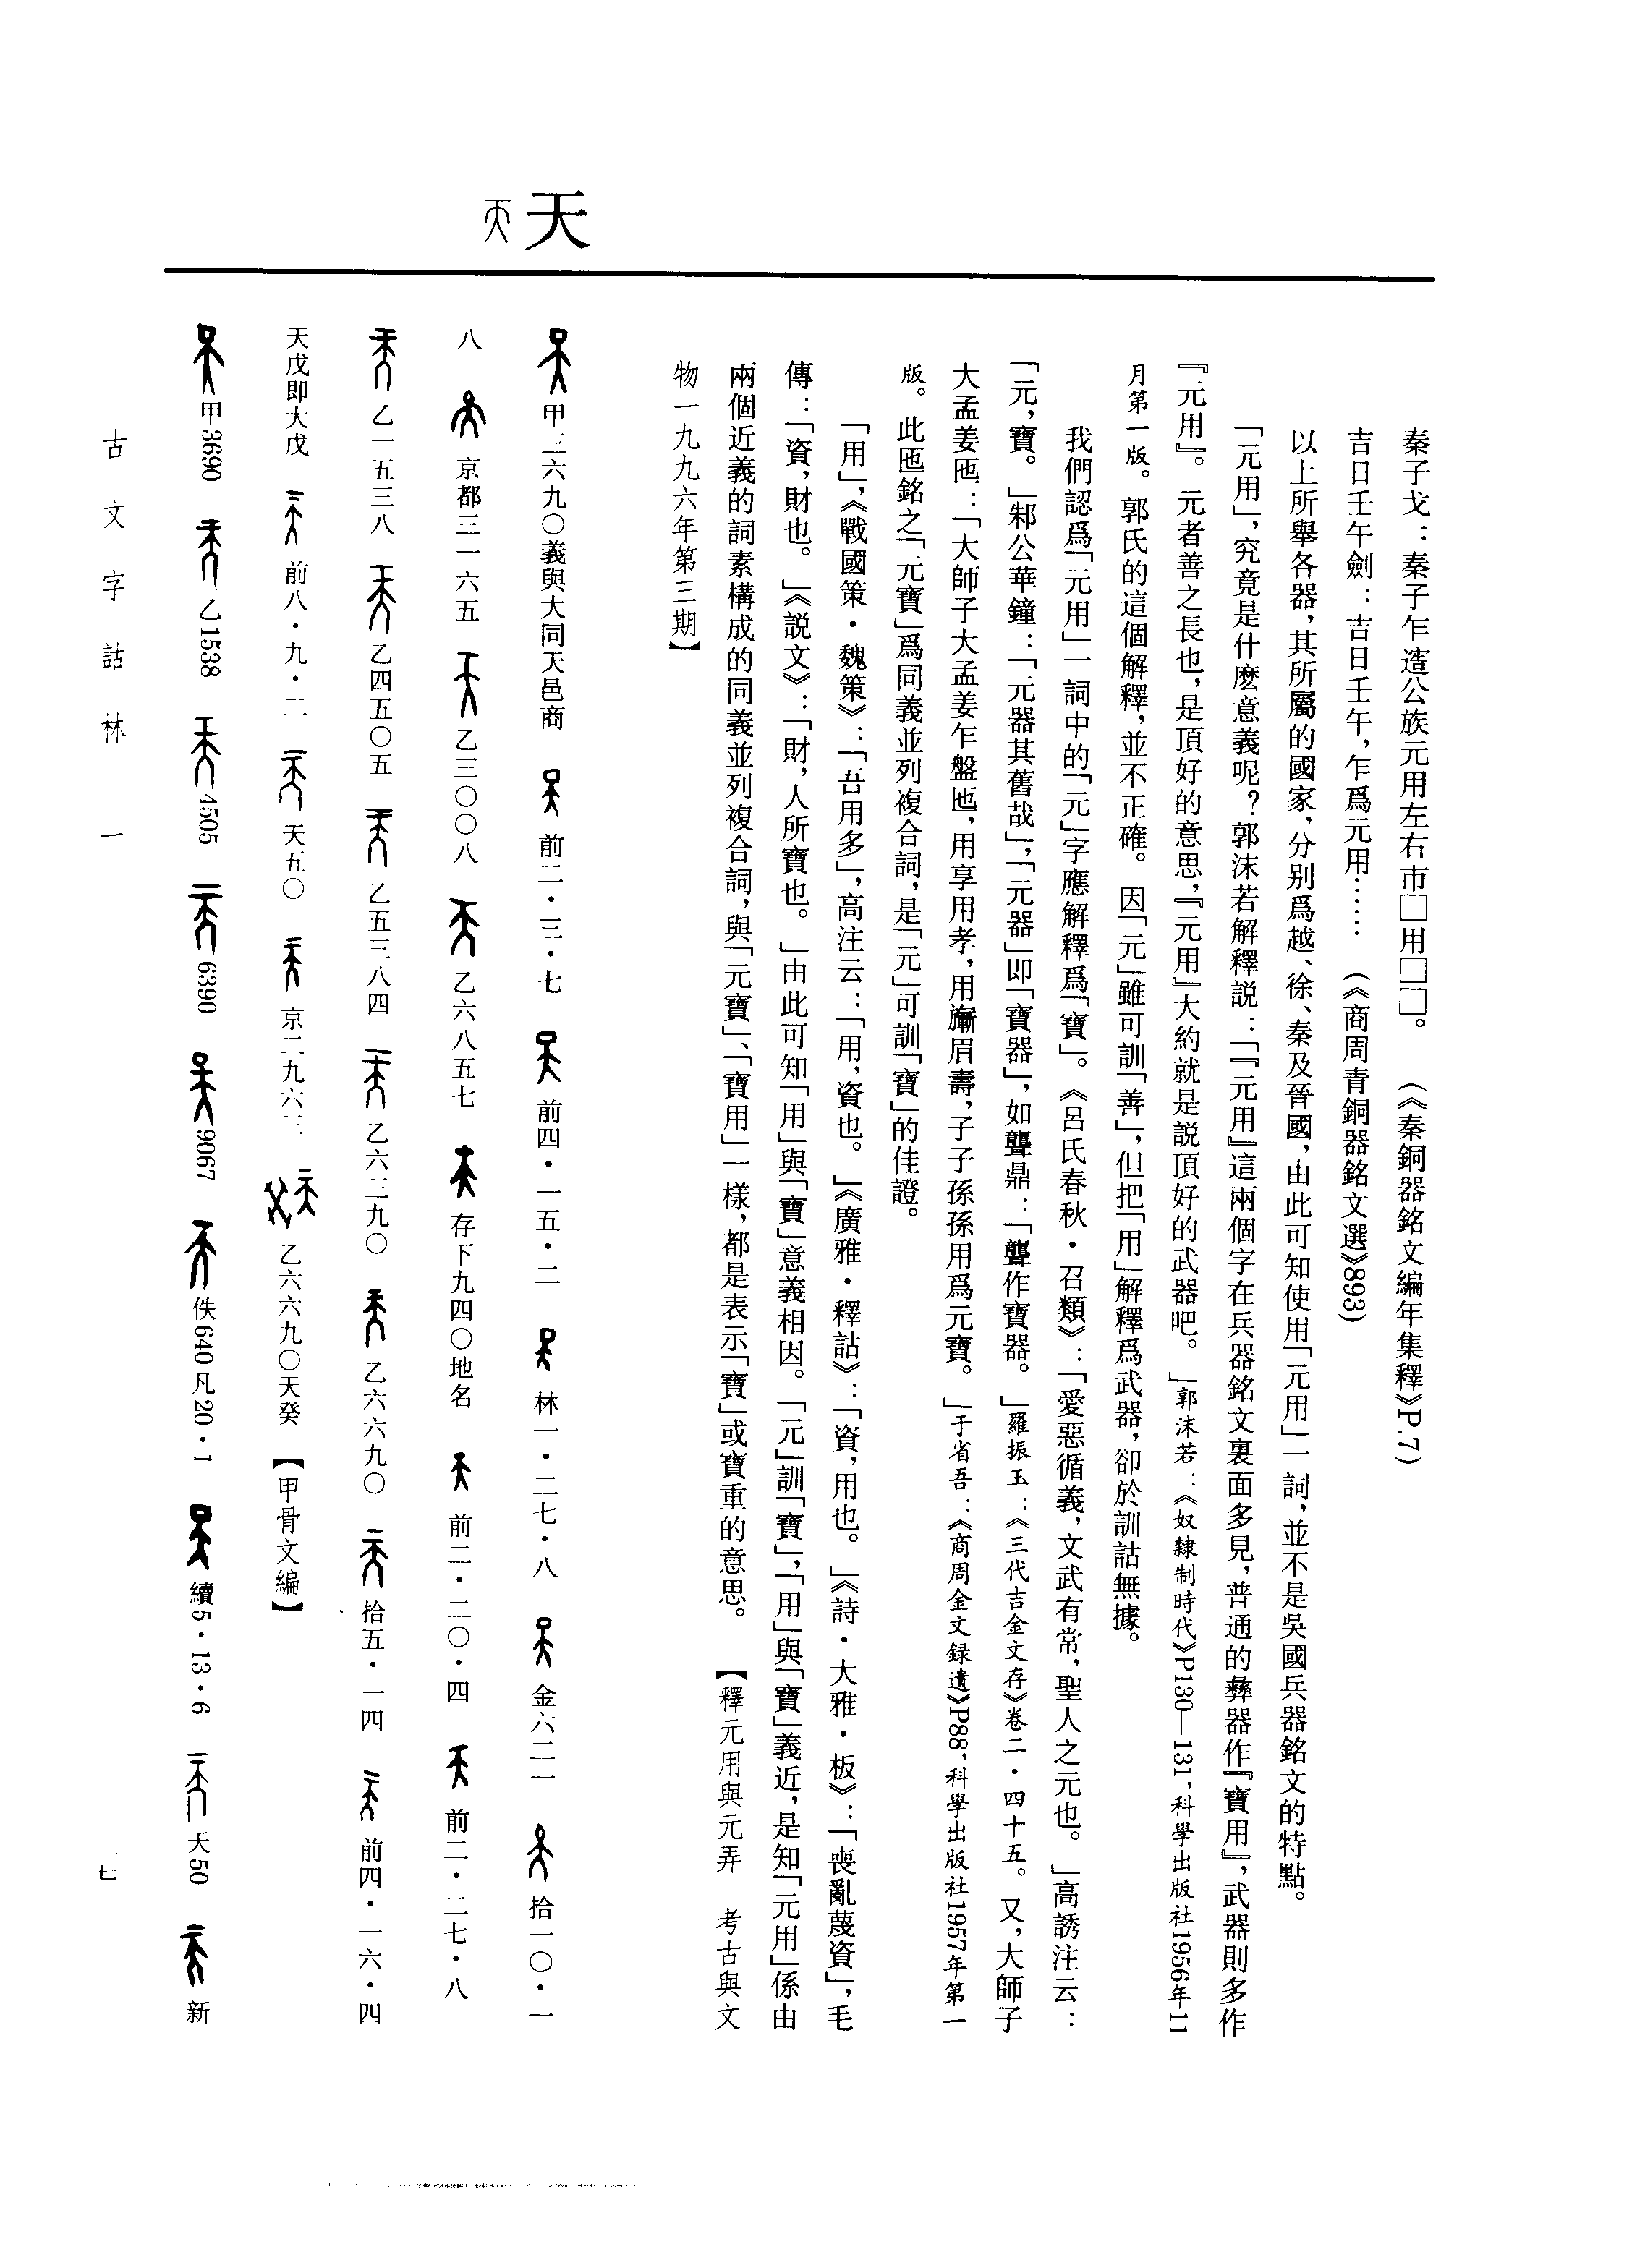 天
秦子戈：秦子乍造公族元用左右市□用□□。　（《秦銅器銘文編年集釋》P.7）
吉日壬午劍：吉日壬午，乍爲元用……　（《商周青銅器銘文選》893）
以上所舉各器，其所屬的國家，分别爲越、徐、秦及晉國，由此可知使用「元用」一詞，並不是吳國兵器銘文的特點。
「元用」，究竟是什麽意義呢？郭沫若解釋説：「『元用』這兩個字在兵器銘文裏面多見，普通的彝器作『寶用』，武器則多作
『元用』。元者善之長也，是頂好的意思，『元用』大約就是説頂好的武器吧。」郭沫若：《奴隸制時代》P130—131，科學出版社1956年11
月第一版。郭氏的這個解釋，並不正確。因「元」雖可訓「善」，但把「用」解釋爲武器，卻於訓詁無據。
我們認爲「元用」一詞中的「元」字應解釋爲「寶」。《呂氏春秋・召類》：「愛惡循義，文武有常，聖人之元也。」高誘注云：
「元，寶。」邾公華鐘：「元器其舊哉」，「元器」即「寶器」，如鼎：「作寶器。」羅振玉：《三代吉金文存》卷二・四十五。又，大師子
大孟姜匜：「大師子大孟姜乍盤匜，用享用孝，用眉壽，子子孫孫用爲元寶。」于省吾：《商周金文録遺》P88，科學出版社1957年第一
版。此匜銘之「元寶」爲同義並列複合詞，是「元」可訓「寶」的佳證。
「用」，《戰國策・魏策》：「吾用多」，高注云：「用，資也。」《廣雅・釋詁》：「資，用也。」《詩・大雅・板》：「喪亂蔑資」，毛
傳：「資，財也。」《説文》：「財，人所寶也。」由此可知「用」與「寶」意義相因。「元」訓「寶」，「用」與「寶」義近，是知「元用」係由
兩個近義的詞素構成的同義並列複合詞，與「元寶」、「寶用」一樣，都是表示「寶」或寶重的意思。　【釋元用與元弄　考古與文
物一九九六年第三期】
甲三六九〇義與大同天邑商　前二・三・七　前四・一五・二　林一・二七・八　金六二一　拾一〇・一
八　京都三一六五　乙三〇〇八　乙六八五七　存下九四〇地名　前二・二〇・四　前二・二七・八
乙一五三八　乙四五〇五　乙五三八四　乙六三九〇　乙六六九〇　拾五・一四　前四・一六・四
天戊即大戊　前八・九・二　天五〇　京二九六三　乙六六九〇天癸　【甲骨文編】
甲3690　乙1538　4505　6390　9067　佚640凡20・1　續5・13・6　天50　新
古文字詁林　一
一七